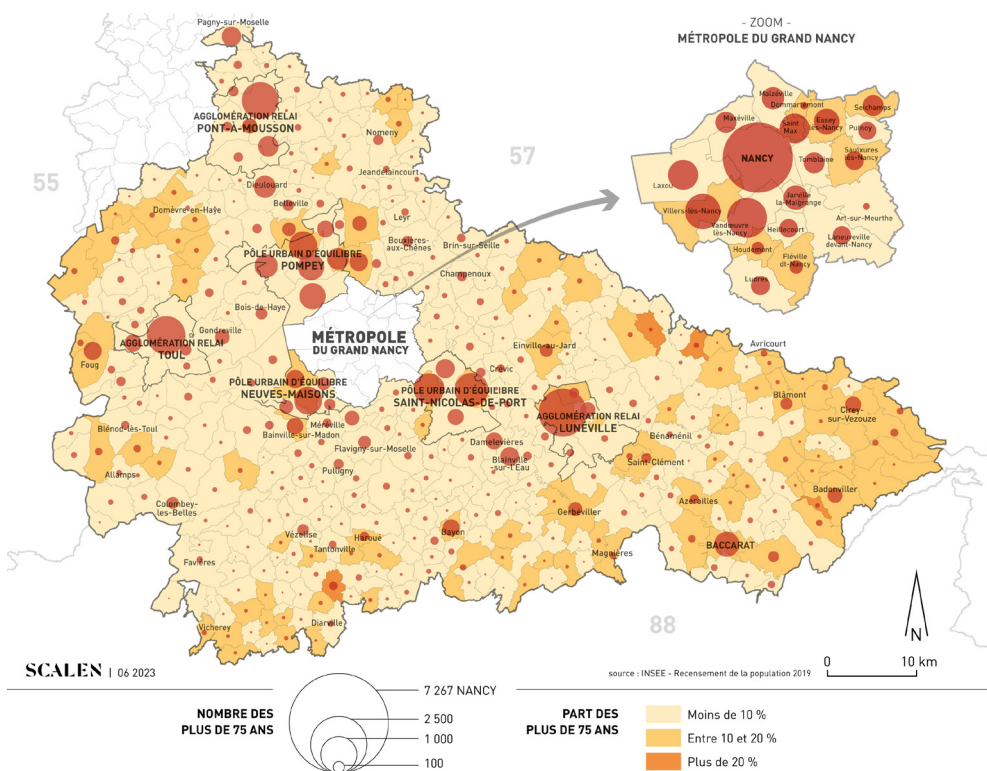 Pagny-sur-Moselle
- ZOOM -
MÉTROPOLE DU GRAND NANCY
Maizéville
Dommartemont
Seichamps
AGGLOMÉRATION RELAI
PONT-À-MOUSSON
Maxéville
Saint
Max
Essey
lès-Nancy
Pulnoy
Nomeny
57
NANCY
Tomblaine
Saulxures
lès-Nancy
55
Jeandelaincourt
Dieulouard
Laxou
Belleville
Domèvre-en-Haye
Leyr
Jarville
la-Malgrange
Villers-lès-Nancy
Art-sur-Meurthe
Vandœuvre
lès-Nancy
Heillecourt
Laneuveville
devant-Nancy
Bouxières-
aux-Chênes
Brin-sur-Seille
PÔLE URBAIN D'ÉQUILIBRE
POMPEY
Houdemont
Fléville
dt-Nancy
Champenoux
Ludres
Bois-de-Haye
Gondreville
MÉTROPOLE
DU GRAND NANCY
AGGLOMÉRATION RELAI
TOUL
Einville-au-Jard
Avricourt
Foug
Crévic
PÔLE URBAIN D'ÉQUILIBRE
NEUVES-MAISONS
PÔLE URBAIN D'ÉQUILIBRE
SAINT-NICOLAS-DE-PORT
Blâmont
Cirey-
sur-Vezouze
AGGLOMÉRATION RELAI
LUNÉVILLE
Méréville
Blénod-lès-Toul
Bainville-sur-Madon
Bénaménil
Flavigny-sur-Moselle
Damelevières
Blainville
-sur-l'Eau
Saint-Clément
Pulligny
Allamps
Badonviller
Colombey-
les-Belles
Azerailles
Gerbeviller
Vézelise
Bayon
Haroué
Tantonville
BACCARAT
Magnières
Favières
Diarville
Vicherey
88
N
SCALEN | 06 2023
source : INSEE - Recensement de la population 2019
0 10 km
NOMBRE DES
PLUS DE 75 ANS
7 267 NANCY
2 500
1 000
100
PART DES
PLUS DE 75 ANS
Moins de 10 %
Entre 10 et 20 %
Plus de 20 %